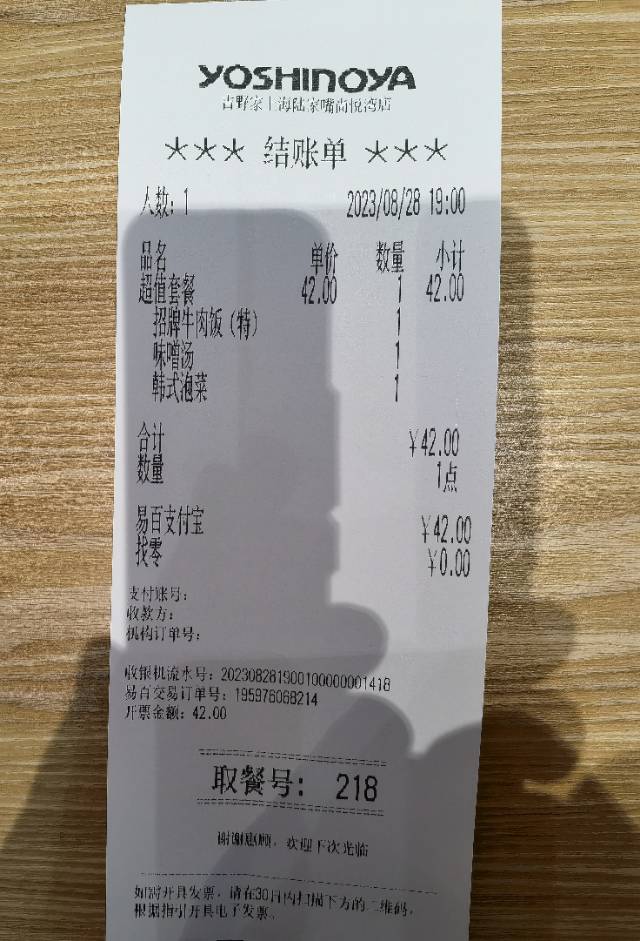 YOSHINOYA
吉野家上海陆家嘴尚悦湾店
*** 结账单 ***
人数: 1 2023/08/28 19:00
品名 单价 数量 小计
超值套餐 42.00 1 42.00
招牌牛肉饭(特) 1
味噌汤 1
韩式泡菜 1
合计 ¥42.00
数量 1点
易百支付宝 ¥42.00
找零 ¥0.00
支付账号:
收款方:
机构订单号:
收银机流水号: 2023082819001000000001418
易百交易订单号: 195976068214
开票金额: 42.00
取餐号: 218
谢谢惠顾, 欢迎下次光临
如需开具发票, 请在30日内扫描下方的二维码,
根据指引开具电子发票.